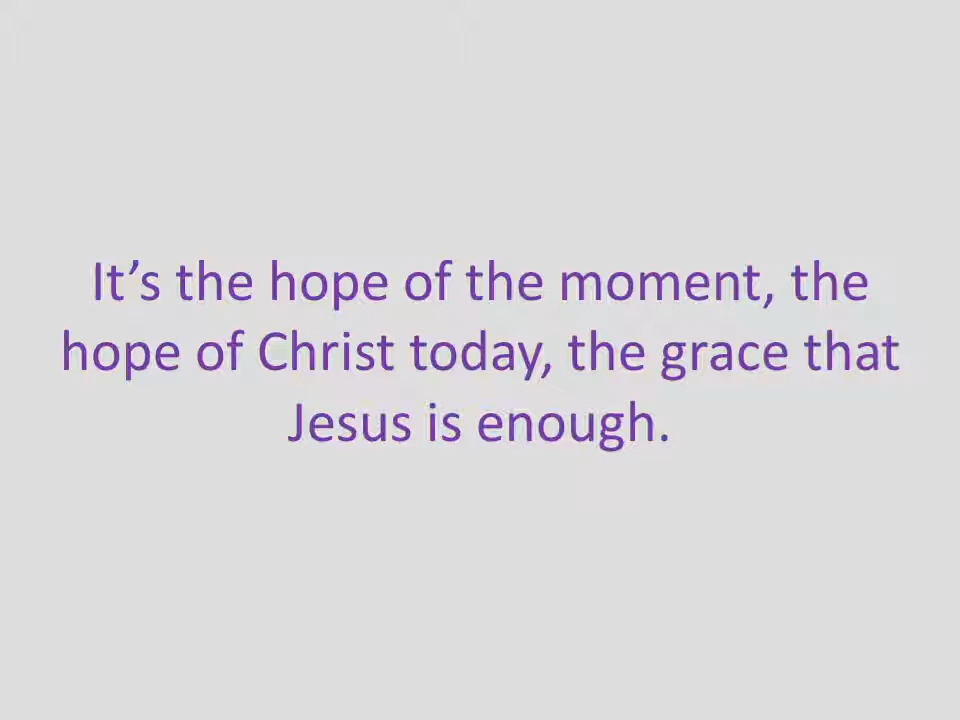 It’s the hope of the moment, the
hope of Christ today, the grace that
Jesus is enough.